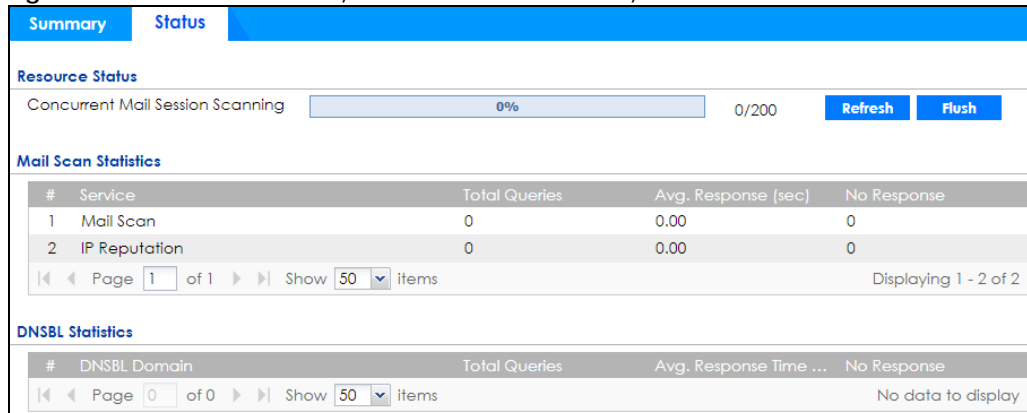 Summary Status
Resource Status
Concurrent Mail Session Scanning 0% 0/200 Refresh Flush
Mail Scan Statistics
# Service Total Queries Avg. Response (sec) No Response
1 Mail Scan 0 0.00 0
2 IP Reputation 0 0.00 0
Page 1 of 1 Show 50 items Displaying 1 - 2 of 2
DNSBL Statistics
# DNSBL Domain Total Queries Avg. Response Time ... No Response
Page 0 of 0 Show 50 items No data to display